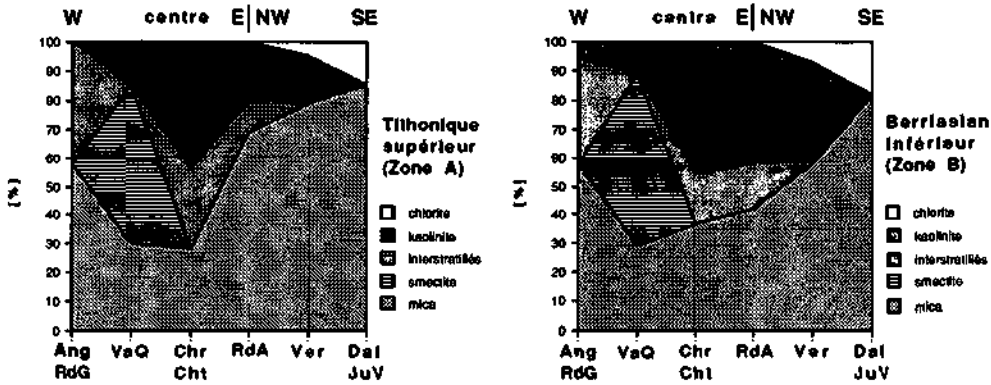 W centre E|NW SE
100
90
80
70
60
50
40
30
20
10
0
[%]
Ang VaQ Chr RdA Ver Dal
RdG Cht JuV
Tithonique
supérieur
(Zone A)
chlorite
kaolinite
interstratifiés
smectite
mica
W centre E|NW SE
100
90
80
70
60
50
40
30
20
10
0
[%]
Ang VaQ Chr RdA Ver Dal
RdG Cht JuV
Berriasian
inférieur
(Zone B)
chlorite
kaolinite
interstratifiés
smectite
mica